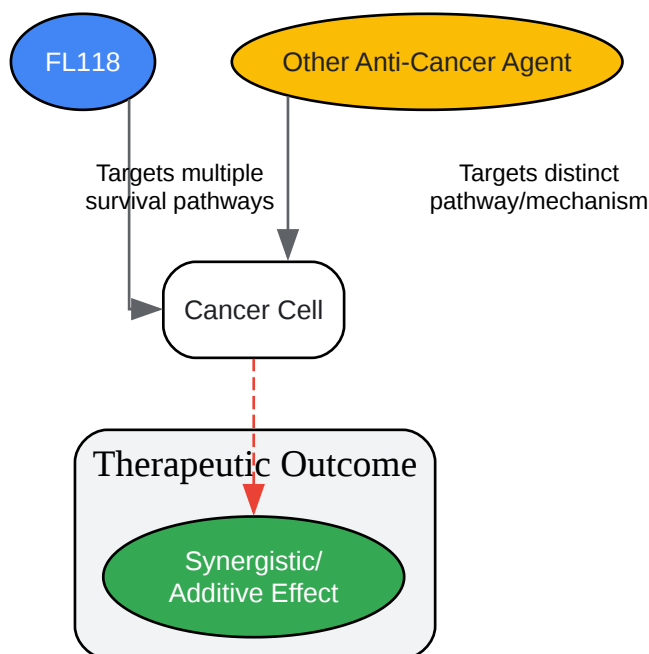 FL118
Other Anti-Cancer Agent
Targets multiple
survival pathways
Targets distinct
pathway/mechanism
Cancer Cell
Therapeutic Outcome
Synergistic/
Additive Effect